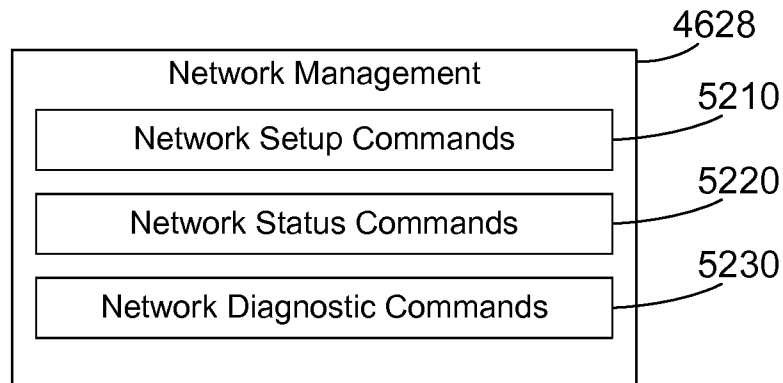 4628
Network Management
5210
Network Setup Commands
5220
Network Status Commands
5230
Network Diagnostic Commands